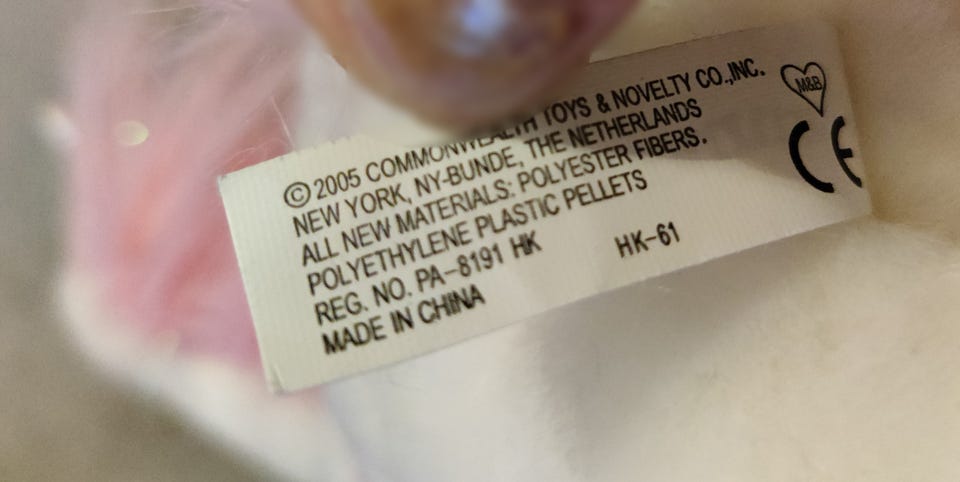 © 2005 COMMONWEALTH TOYS & NOVELTY CO.,INC.
NEW YORK, NY-BUNDE, THE NETHERLANDS
ALL NEW MATERIALS: POLYESTER FIBERS.
POLYETHYLENE PLASTIC PELLETS
REG. NO. PA-8191 HK
HK-61
MADE IN CHINA
M&B
CE